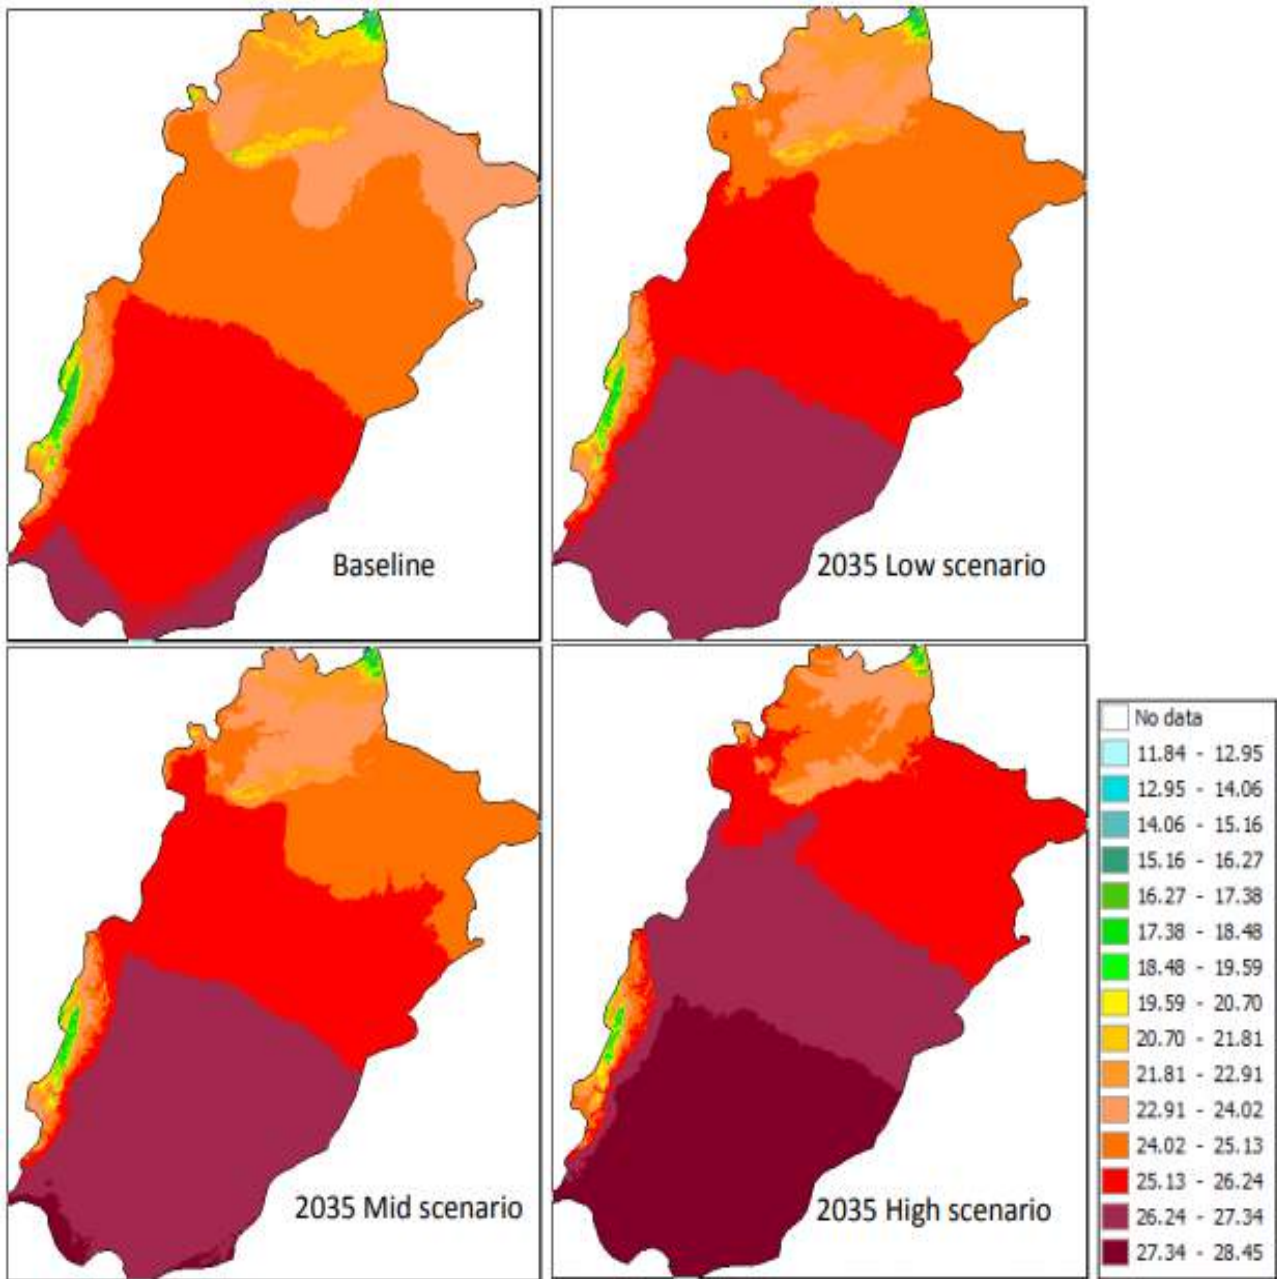 Baseline
2035 Low scenario
2035 Mid scenario
2035 High scenario
No data
11.84 - 12.95
12.95 - 14.06
14.06 - 15.16
15.16 - 16.27
16.27 - 17.38
17.38 - 18.48
18.48 - 19.59
19.59 - 20.70
20.70 - 21.81
21.81 - 22.91
22.91 - 24.02
24.02 - 25.13
25.13 - 26.24
26.24 - 27.34
27.34 - 28.45